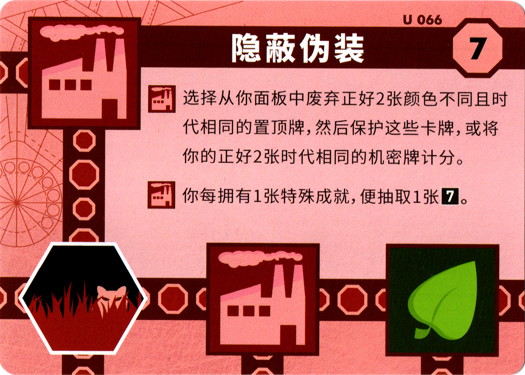 U 066
隐蔽伪装
7
选择从你面板中废弃正好2张颜色不同且时
代相同的置顶牌,然后保护这些卡牌,或将
你的正好2张时代相同的机密牌计分。
你每拥有1张特殊成就,便抽取1张7。